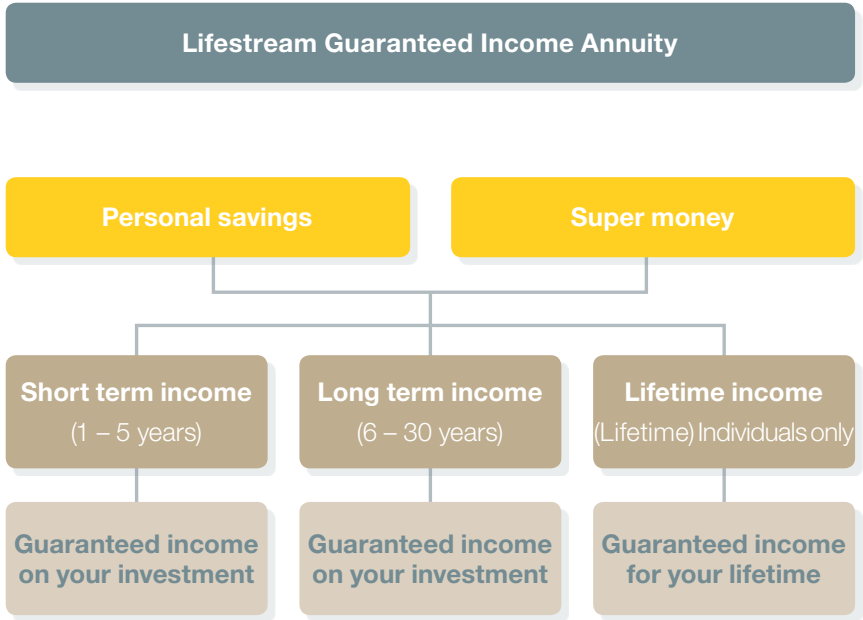 Lifestream Guaranteed Income Annuity
Personal savings
Super money
Short term income
(1 – 5 years)
Long term income
(6 – 30 years)
Lifetime income
(Lifetime) Individuals only
Guaranteed income
on your investment
Guaranteed income
on your investment
Guaranteed income
for your lifetime